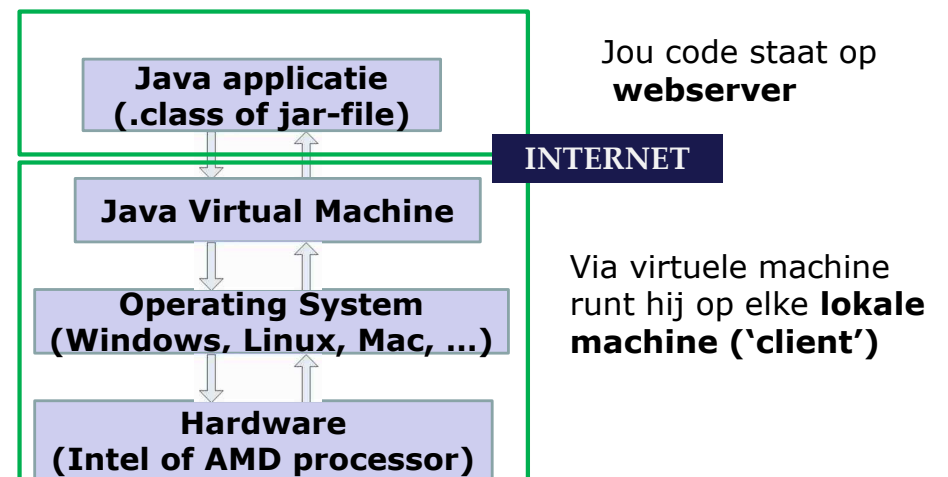 Java applicatie
(.class of jar-file)
Jou code staat op
webserver
INTERNET
Java Virtual Machine
Operating System
(Windows, Linux, Mac, ...)
Via virtuele machine
runt hij op elke lokale
machine (‘client’)
Hardware
(Intel of AMD processor)